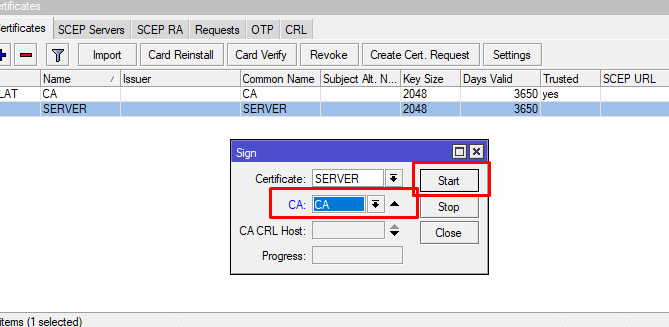 ertificates
Certificates SCEP Servers SCEP RA Requests OTP CRL
Import Card Reinstall Card Verify Revoke Create Cert. Request Settings
Name / Issuer Common Name Subject Alt. N... Key Size Days Valid Trusted SCEP URL
LAT CA CA 2048 3650 yes
SERVER SERVER 2048 3650
Sign
Certificate: SERVER Start
CA: CA Stop
CA CRL Host: Close
Progress:
items (1 selected)